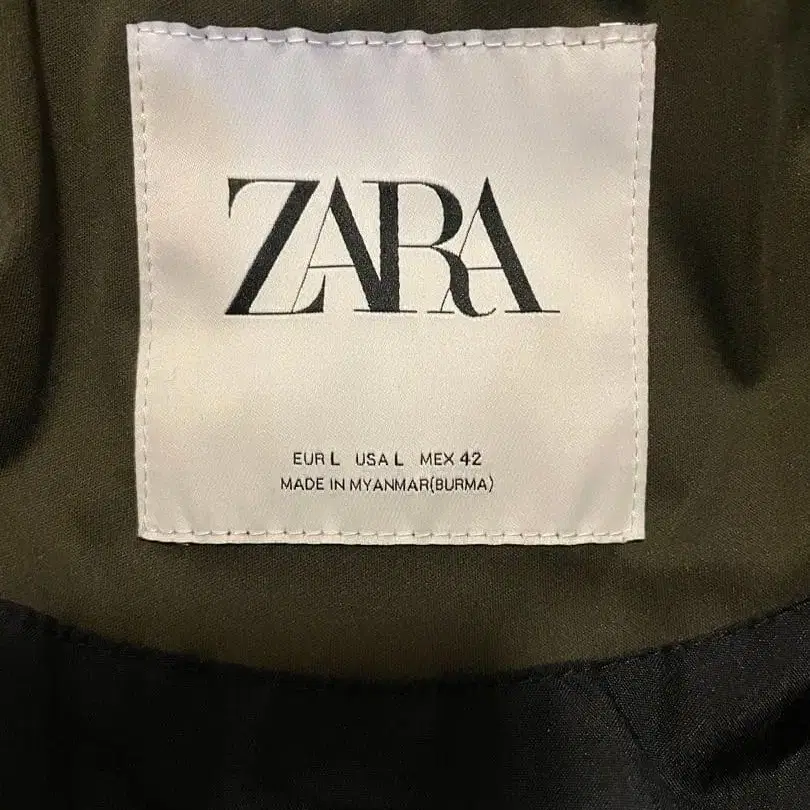 ZARA
EUR L USA L MEX 42
MADE IN MYANMAR(BURMA)